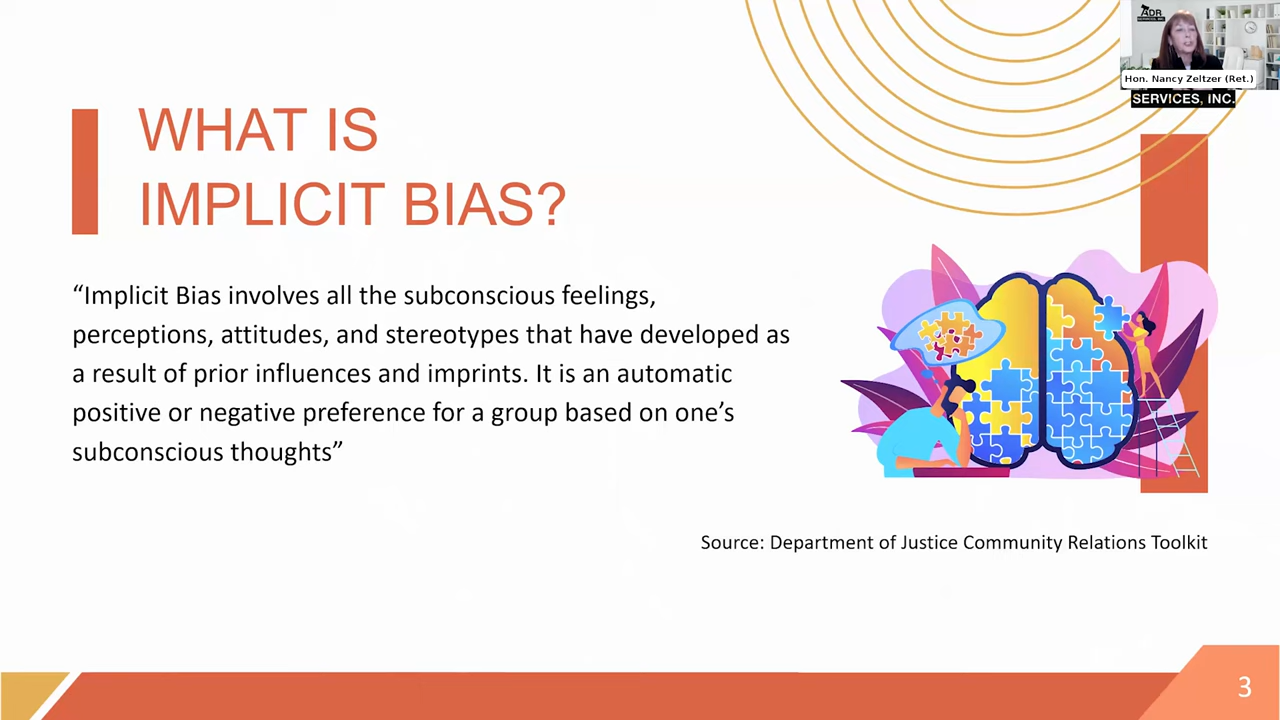 WHAT IS
IMPLICIT BIAS?
“Implicit Bias involves all the subconscious feelings,
perceptions, attitudes, and stereotypes that have developed as
a result of prior influences and imprints. It is an automatic
positive or negative preference for a group based on one’s
subconscious thoughts”
Source: Department of Justice Community Relations Toolkit
3
ADR
Hon. Nancy Zeltzer (Ret.)
SERVICES, INC.